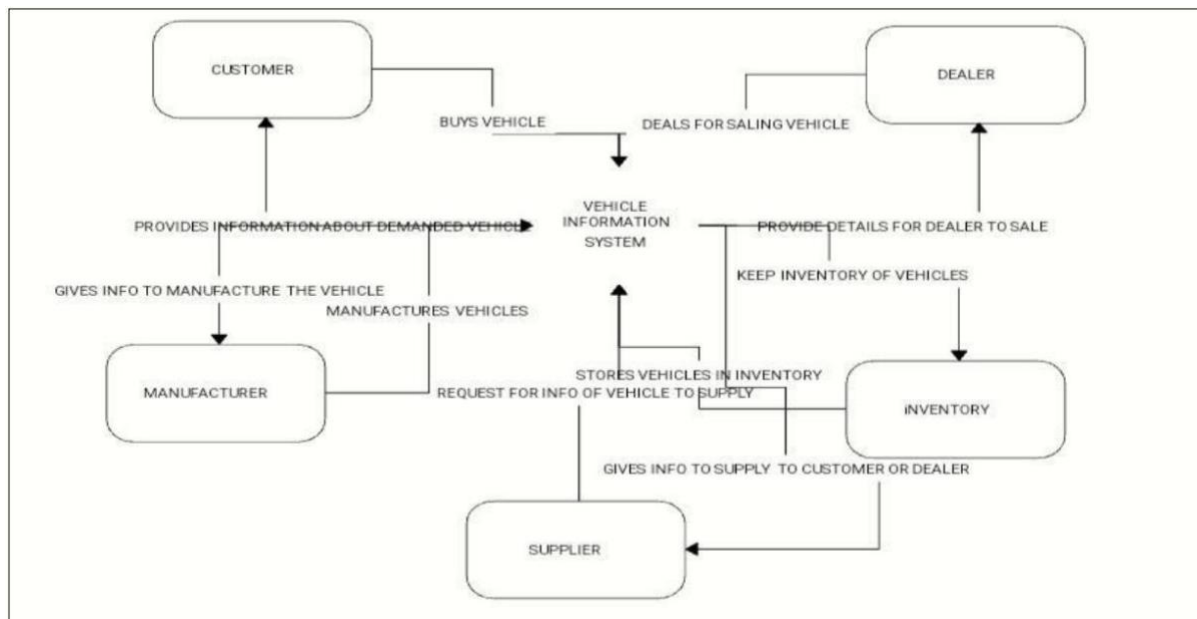 CUSTOMER
DEALER
BUYS VEHICLE
DEALS FOR SALING VEHICLE
VEHICLE
INFORMATION
SYSTEM
PROVIDES INFORMATION ABOUT DEMANDED VEHICLE
PROVIDE DETAILS FOR DEALER TO SALE
KEEP INVENTORY OF VEHICLES
GIVES INFO TO MANUFACTURE THE VEHICLE
MANUFACTURES VEHICLES
STORES VEHICLES IN INVENTORY
MANUFACTURER
REQUEST FOR INFO OF VEHICLE TO SUPPLY
iNVENTORY
GIVES INFO TO SUPPLY TO CUSTOMER OR DEALER
SUPPLIER